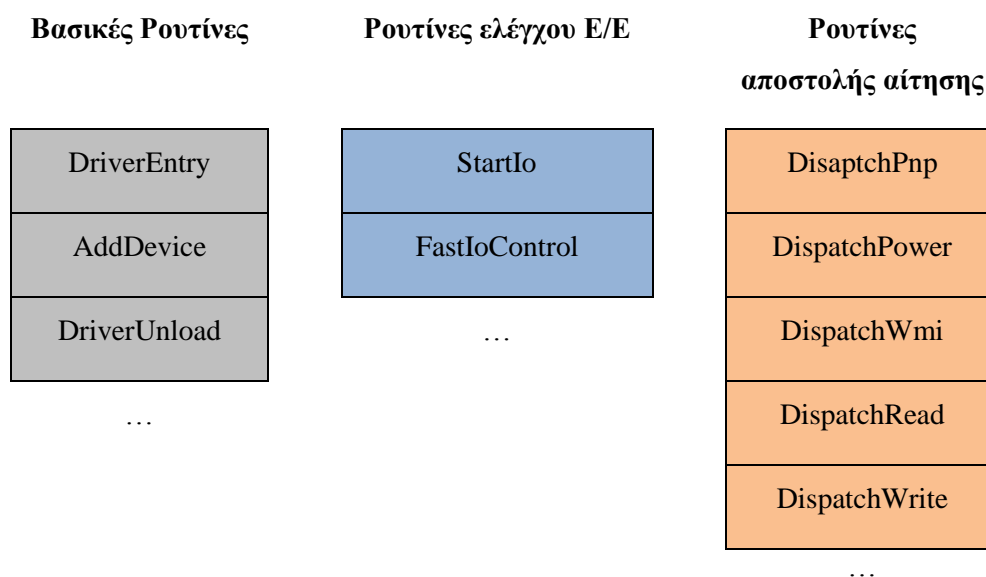 Βασικές Ρουτίνες
Ρουτίνες ελέγχου Ε/Ε
Ρουτίνες
αποστολής αίτησης
DriverEntry
AddDevice
DriverUnload
…
StartIo
FastIoControl
…
DisaptchPnp
DispatchPower
DispatchWmi
DispatchRead
DispatchWrite
…